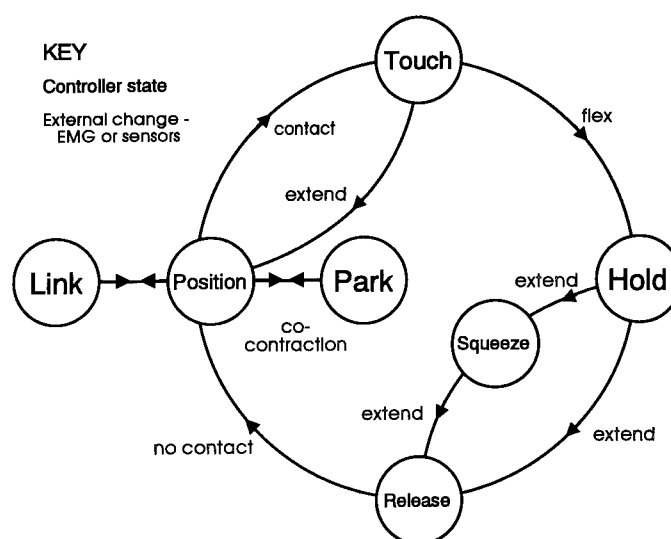 KEY
Controller state
External change -
EMG or sensors
Touch
contact
flex
extend
Link
Position
Park
Hold
co-
contraction
extend
Squeeze
extend
extend
no contact
Release